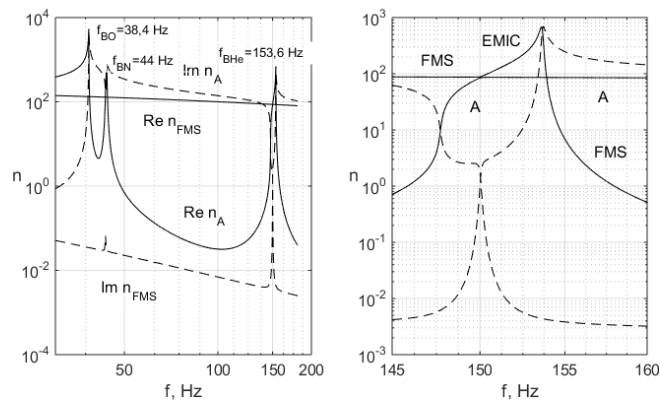 10^4
f_BO=38,4 Hz
f_BN=44 Hz
Im n_A
f_BHe=153,6 Hz
10^2
Re n_FMS
n
10^0
Re n_A
10^-2
Im n_FMS
10^-4
50
100
150
200
f, Hz
10^3
EMIC
FMS
10^2
A
A
10^1
FMS
n
10^0
10^-1
10^-2
10^-3
145
150
155
160
f, Hz